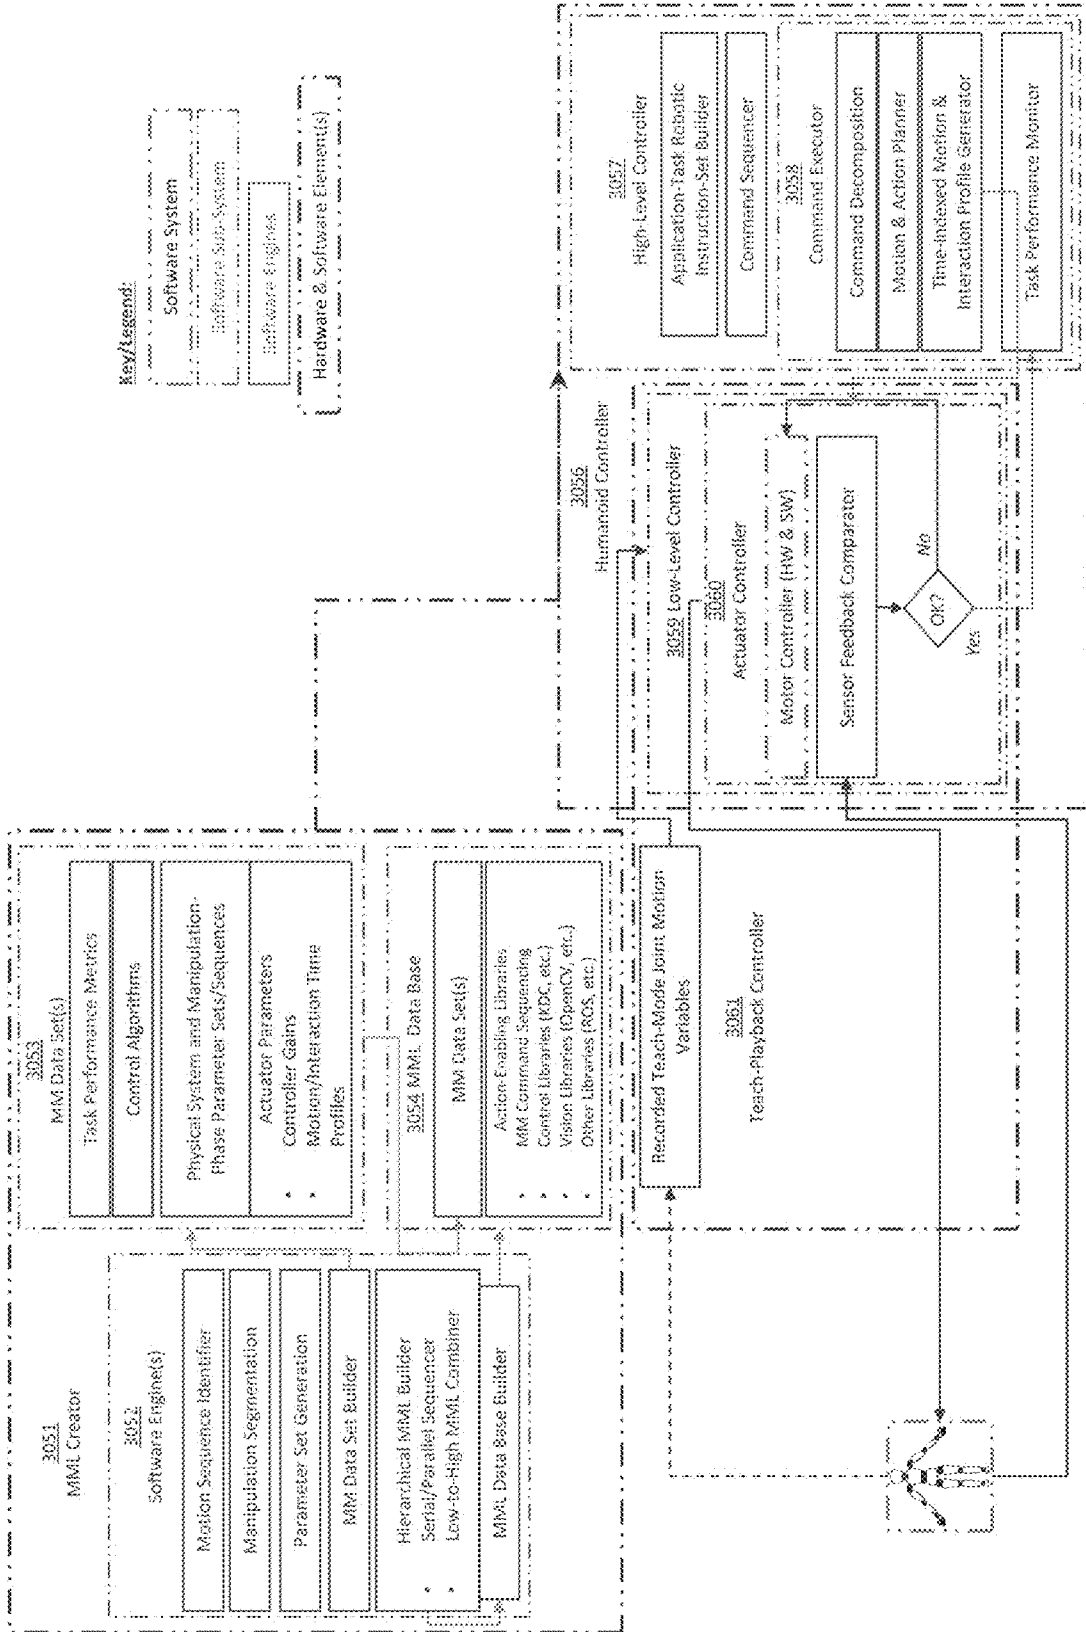 3051
MML Creator
3052
Software Engine(s)
Motion Sequence Identifier
Manipulation Segmentation
Parameter Set Generation
MM Data Set Builder
Hierarchical MML Builder
• Serial/Parallel Sequencer
• Low-to-High MML Combiner
MML Data Base Builder
3053
MM Data Set(s)
Task Performance Metrics
Control Algorithms
Physical System and Manipulation-
Phase Parameter Sets/Sequences
Actuator Parameters
• Controller Gains
• Motion/Interaction Time
Profiles
3054 MML Data Base
MM Data Set(s)
Action-Enabling Libraries
• MM Command Sequencing
• Control Libraries (KDC, etc.)
• Vision Libraries (OpenCV, etc.)
• Other Libraries (ROS, etc.)
Recorded Teach-Mode Joint Motion
Variables
3061
Teach-Playback Controller
Key/Legend:
Software System
Software Sub-System
Software Engines
Hardware & Software Element(s)
3056
Humanoid Controller
3059 Low-Level Controller
3060
Actuator Controller
Motor Controller (HW & SW)
Sensor Feedback Comparator
OK?
No
Yes
3057
High-Level Controller
Application-Task Robotic
Instruction-Set Builder
Command Sequencer
3058
Command Executor
Command Decomposition
Motion & Action Planner
Time-Indexed Motion &
Interaction Profile Generator
Task Performance Monitor